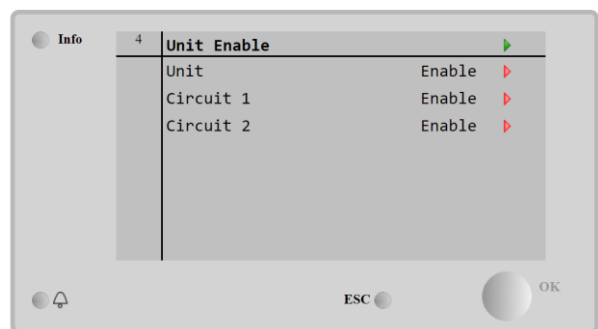 Info
4 Unit Enable
Unit Enable
Circuit 1 Enable
Circuit 2 Enable
ESC
OK